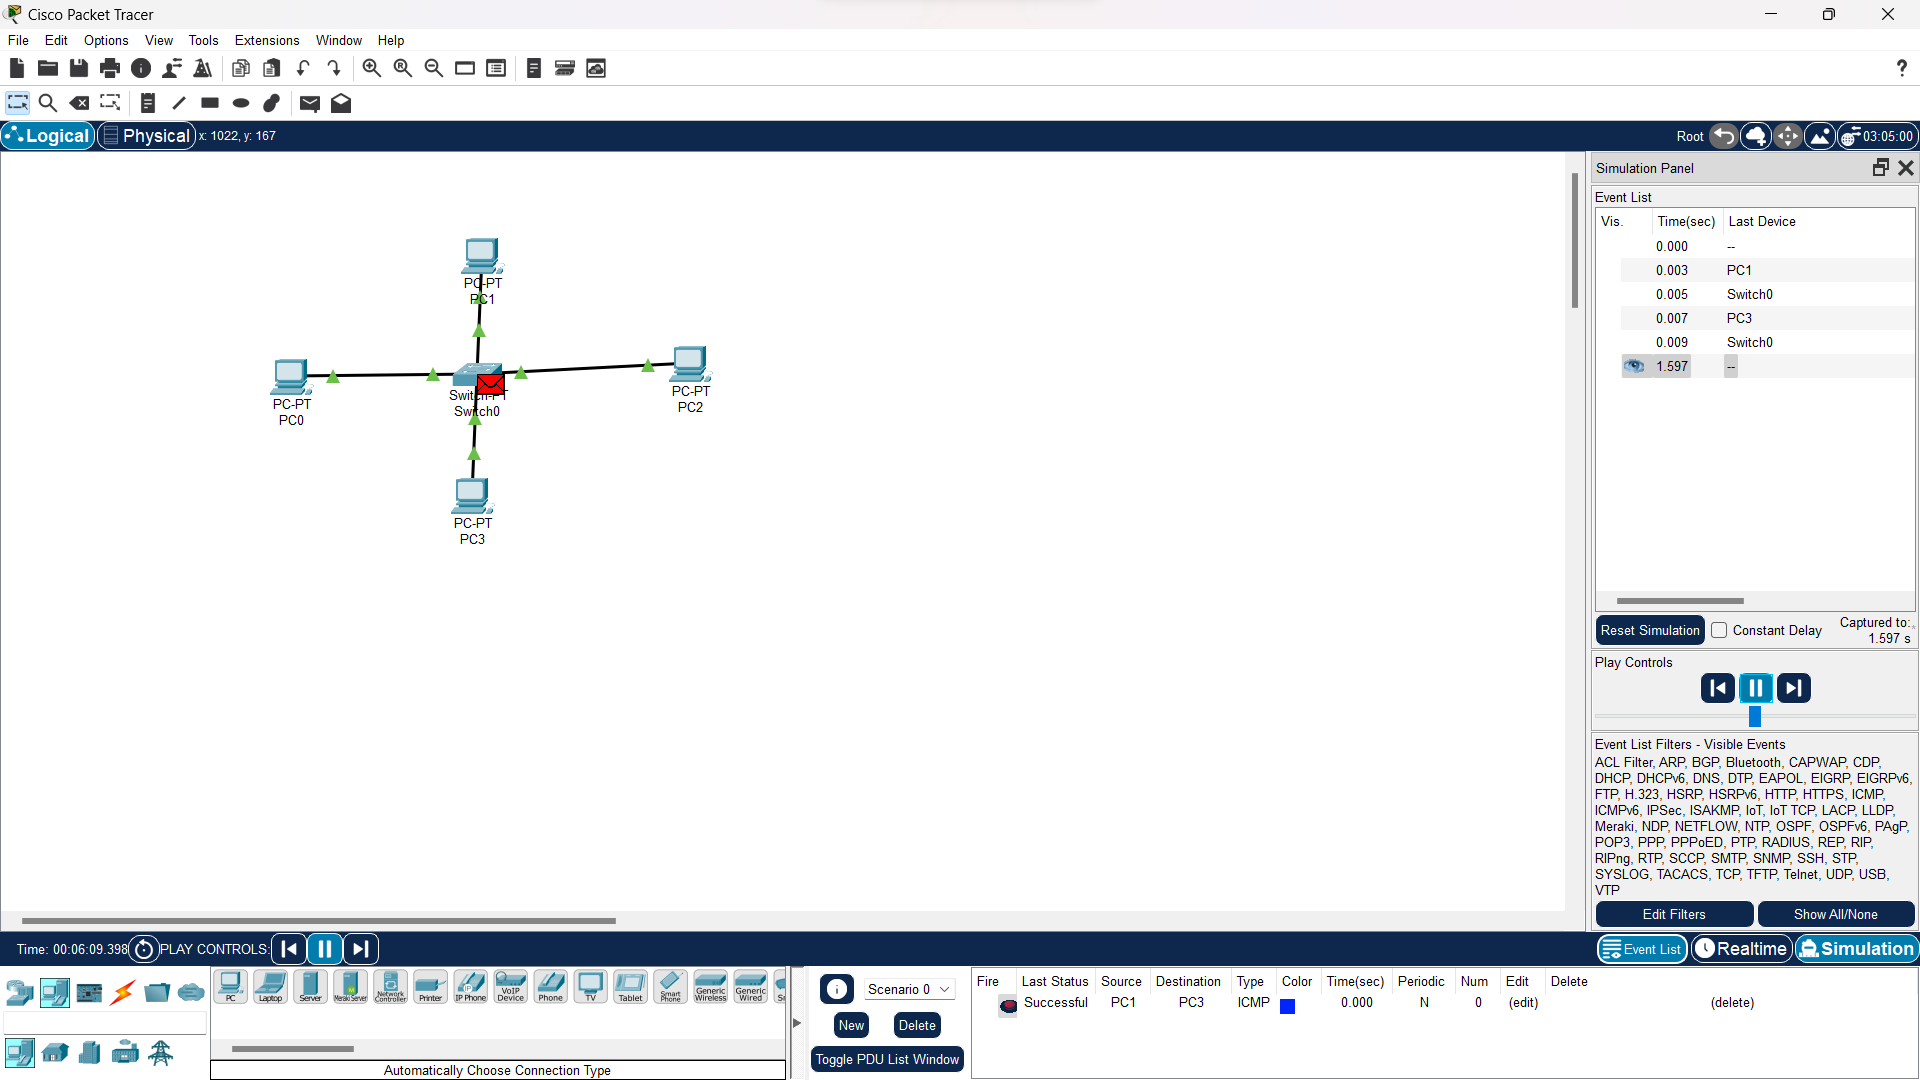 Cisco Packet Tracer
File Edit Options View Tools Extensions Window Help
?
Logical Physical x: 1022, y: 167 Root 03:05:00
Simulation Panel
Event List
Vis. Time(sec) Last Device
0.000 --
0.003 PC1
0.005 Switch0
0.007 PC3
0.009 Switch0
1.597 --
PC-PT
PC1
PC-PT
PC0
Switch-PT
Switch0
PC-PT
PC2
PC-PT
PC3
Reset Simulation Constant Delay Captured to:
1.597 s
Play Controls
Event List Filters - Visible Events
ACL Filter, ARP, BGP, Bluetooth, CAPWAP, CDP,
DHCP, DHCPv6, DNS, DTP, EAPOL, EIGRP, EIGRPv6,
FTP, H.323, HSRP, HSRPv6, HTTP, HTTPS, ICMP,
ICMPv6, IPSec, ISAKMP, IoT, IoT TCP, LACP, LLDP,
Meraki, NDP, NETFLOW, NTP, OSPF, OSPFv6, PAgP,
POP3, PPP, PPPoED, PTP, RADIUS, REP, RIP,
RIPng, RTP, SCCP, SMTP, SNMP, SSH, STP,
SYSLOG, TACACS, TCP, TFTP, Telnet, UDP, USB,
VTP
Edit Filters Show All/None
Time: 00:06:09.398 PLAY CONTROLS: Event List Realtime Simulation
PC Laptop Server Meraki Server Network Controller Printer IP Phone VoIP Device Phone TV Tablet Smart Phone Generic Wireless Generic Wired
Automatically Choose Connection Type
Scenario 0
New Delete
Toggle PDU List Window
Fire Last Status Source Destination Type Color Time(sec) Periodic Num Edit Delete
Successful PC1 PC3 ICMP 0.000 N 0 (edit) (delete)